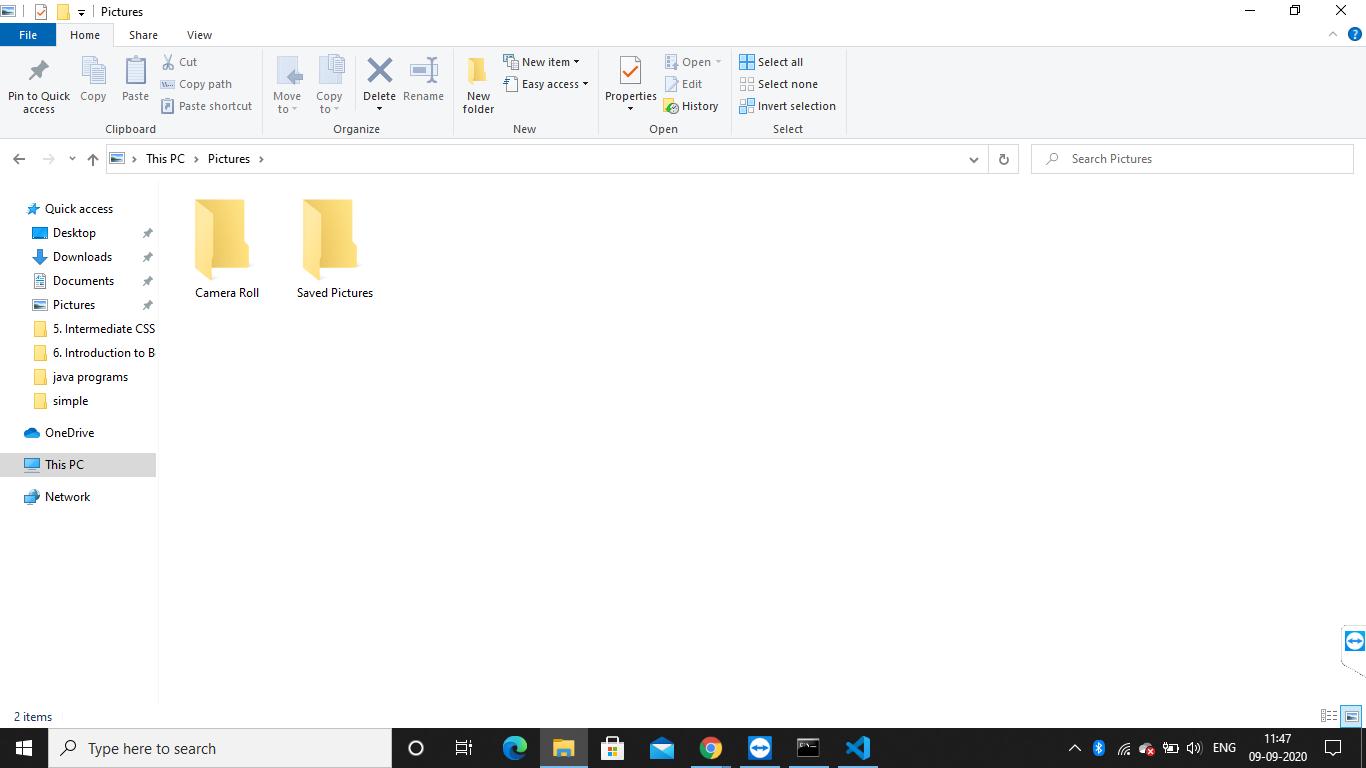 Pictures
File Home Share View
Pin to Quick access
Copy
Paste
Cut
Copy path
Paste shortcut
Clipboard
Move to
Copy to
Delete
Rename
Organize
New folder
New item
Easy access
New
Properties
Open
Edit
History
Open
Select all
Select none
Invert selection
Select
This PC Pictures
Search Pictures
Quick access
Desktop
Downloads
Documents
Pictures
5. Intermediate CSS
6. Introduction to B
java programs
simple
OneDrive
This PC
Network
Camera Roll
Saved Pictures
2 items
Type here to search
ENG
11:47
09-09-2020